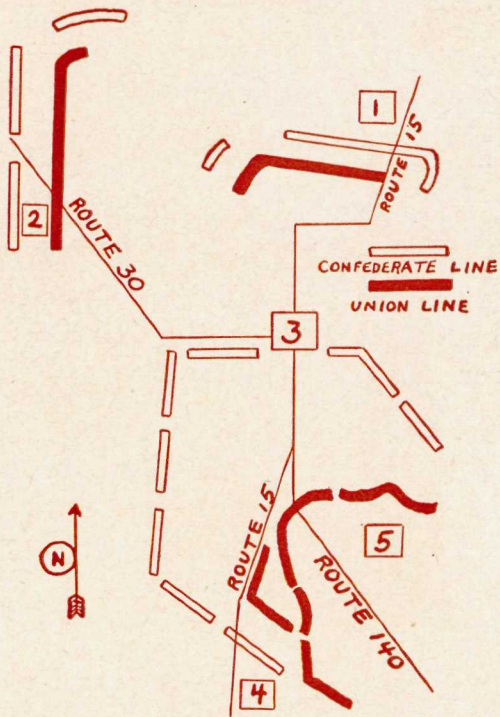 1
ROUTE 15
2
ROUTE 30
CONFEDERATE LINE
UNION LINE
3
ROUTE 15
5
N
ROUTE 140
4